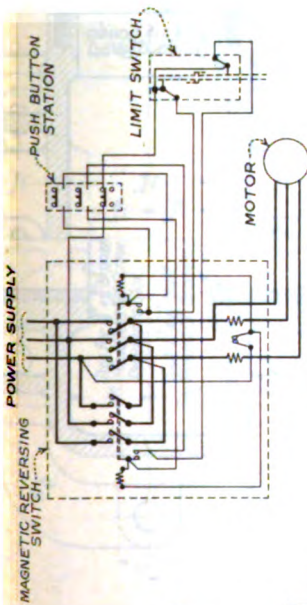 MAGNETIC REVERSING
SWITCH
POWER SUPPLY
PUSH BUTTON
STATION
LIMIT SWITCH
MOTOR